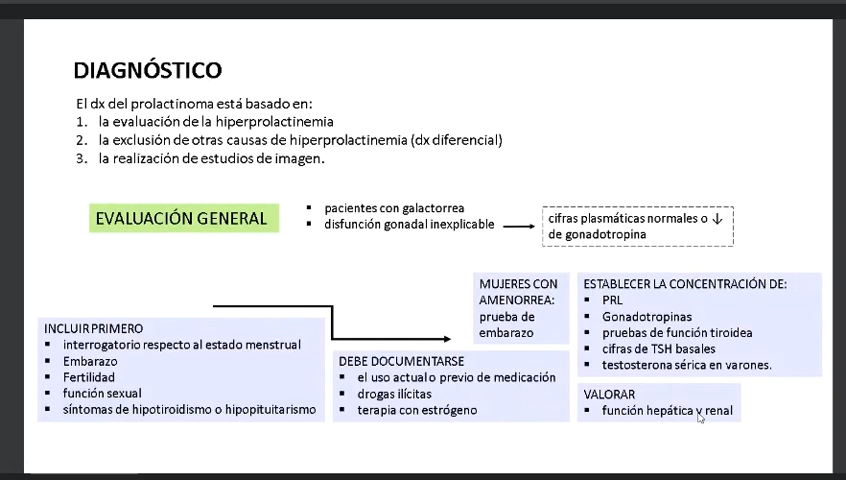 DIAGNÓSTICO
El dx del prolactinoma está basado en:
1. la evaluación de la hiperprolactinemia
2. la exclusión de otras causas de hiperprolactinemia (dx diferencial)
3. la realización de estudios de imagen.
EVALUACIÓN GENERAL
▪ pacientes con galactorrea
▪ disfunción gonadal inexplicable
cifras plasmáticas normales o ↓
de gonadotropina
INCLUIR PRIMERO
▪ interrogatorio respecto al estado menstrual
▪ Embarazo
▪ Fertilidad
▪ función sexual
▪ síntomas de hipotiroidismo o hipopituitarismo
DEBE DOCUMENTARSE
▪ el uso actual o previo de medicación
▪ drogas ilícitas
▪ terapia con estrógeno
MUJERES CON
AMENORREA:
prueba de
embarazo
ESTABLECER LA CONCENTRACIÓN DE:
▪ PRL
▪ Gonadotropinas
▪ pruebas de función tiroidea
▪ cifras de TSH basales
▪ testosterona sérica en varones.
VALORAR
▪ función hepática y renal